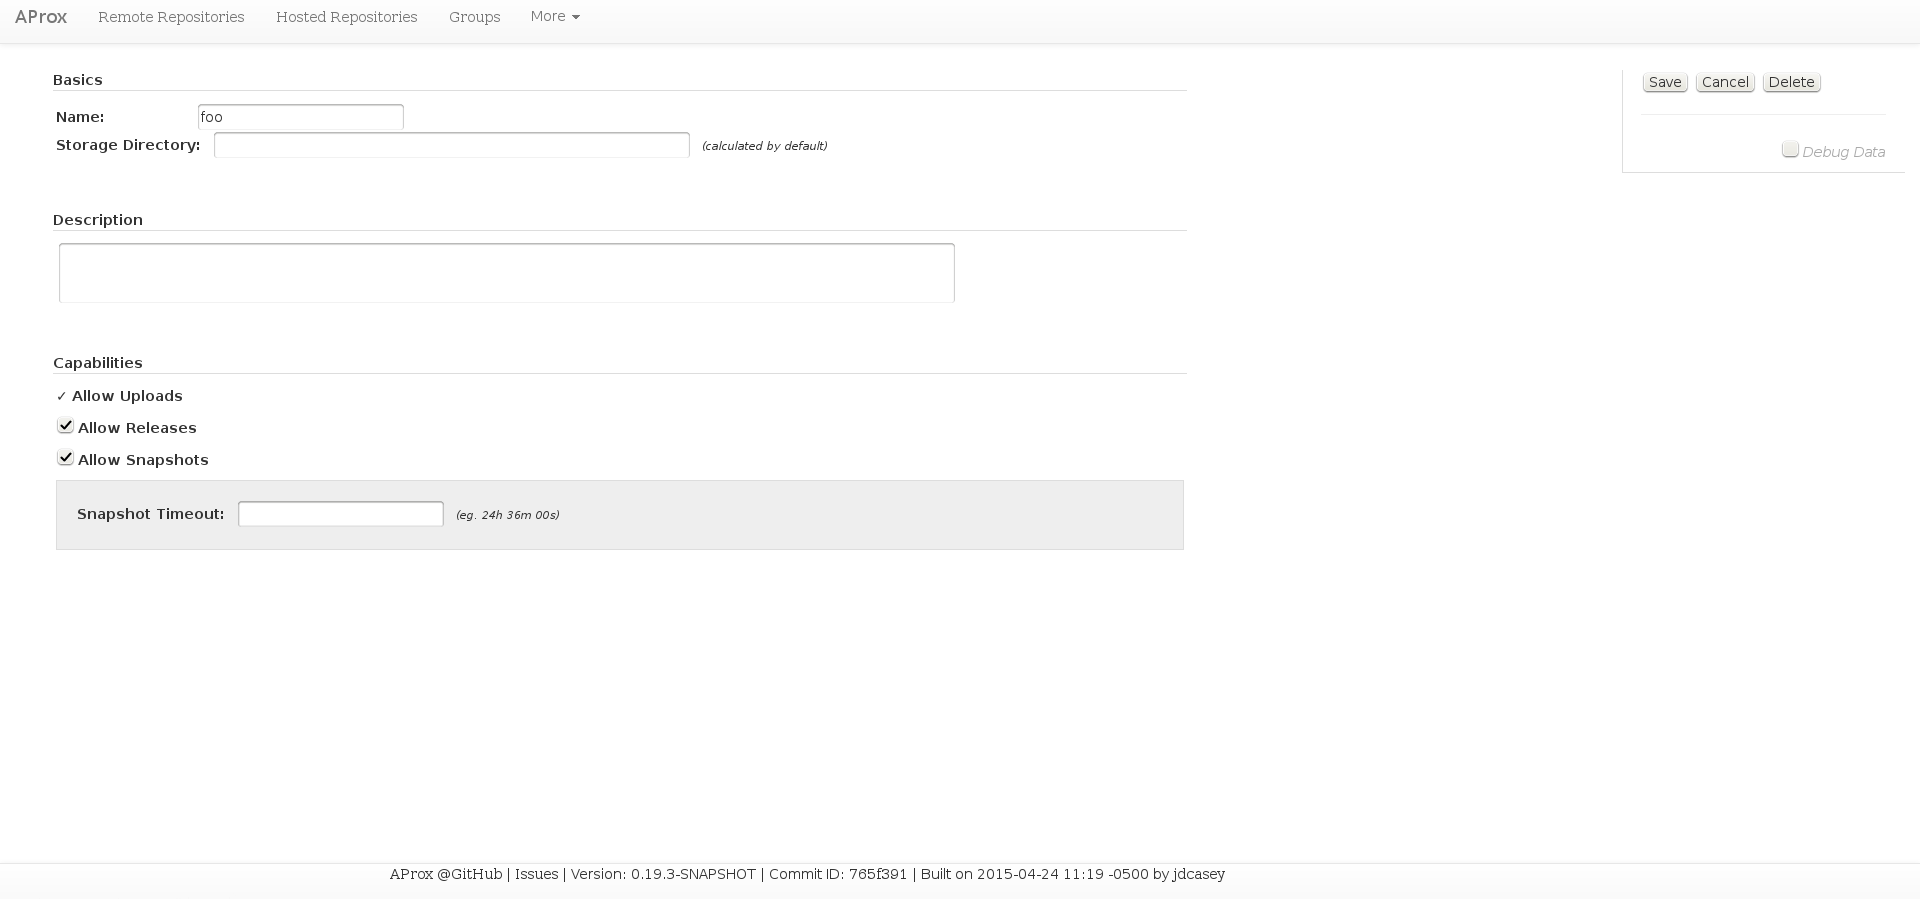 AProx Remote Repositories Hosted Repositories Groups More
Basics
Save Cancel Delete
Name: foo
Storage Directory: (calculated by default)
Debug Data
Description
Capabilities
✓ Allow Uploads
Allow Releases
Allow Snapshots
Snapshot Timeout: (eg. 24h 36m 00s)
AProx @GitHub | Issues | Version: 0.19.3-SNAPSHOT | Commit ID: 765f391 | Built on 2015-04-24 11:19 -0500 by jdcasey